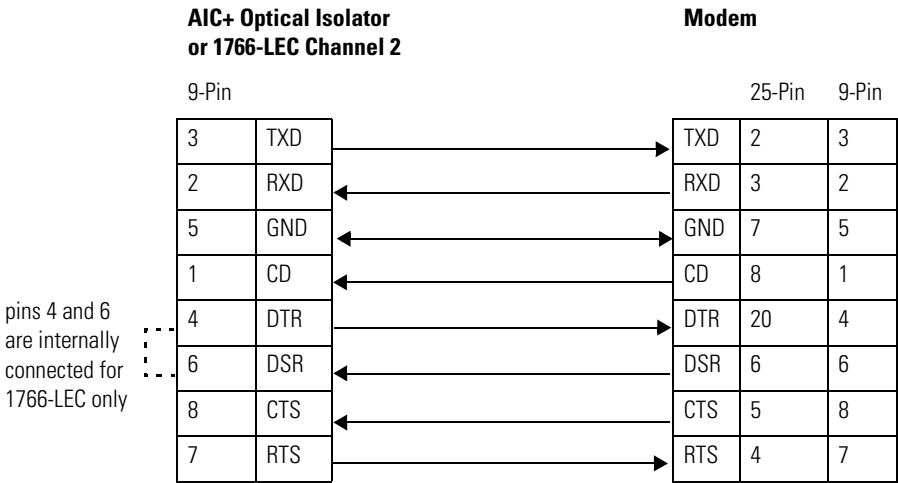 AIC+ Optical Isolator
or 1766-LEC Channel 2
Modem
9-Pin
25-Pin 9-Pin
3 TXD TXD 2 3
2 RXD RXD 3 2
5 GND GND 7 5
1 CD CD 8 1
4 DTR DTR 20 4
6 DSR DSR 6 6
8 CTS CTS 5 8
7 RTS RTS 4 7
pins 4 and 6
are internally
connected for
1766-LEC only